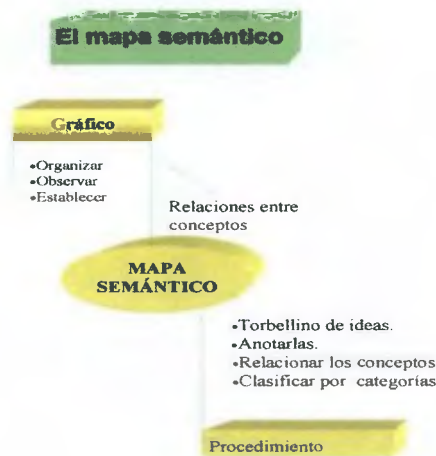 El mapa semántico
Gráfico
•Organizar
•Observar
•Establecer
Relaciones entre
conceptos
MAPA
SEMÁNTICO
•Torbellino de ideas.
•Anotarlas.
•Relacionar los conceptos
•Clasificar por categorías
Procedimiento